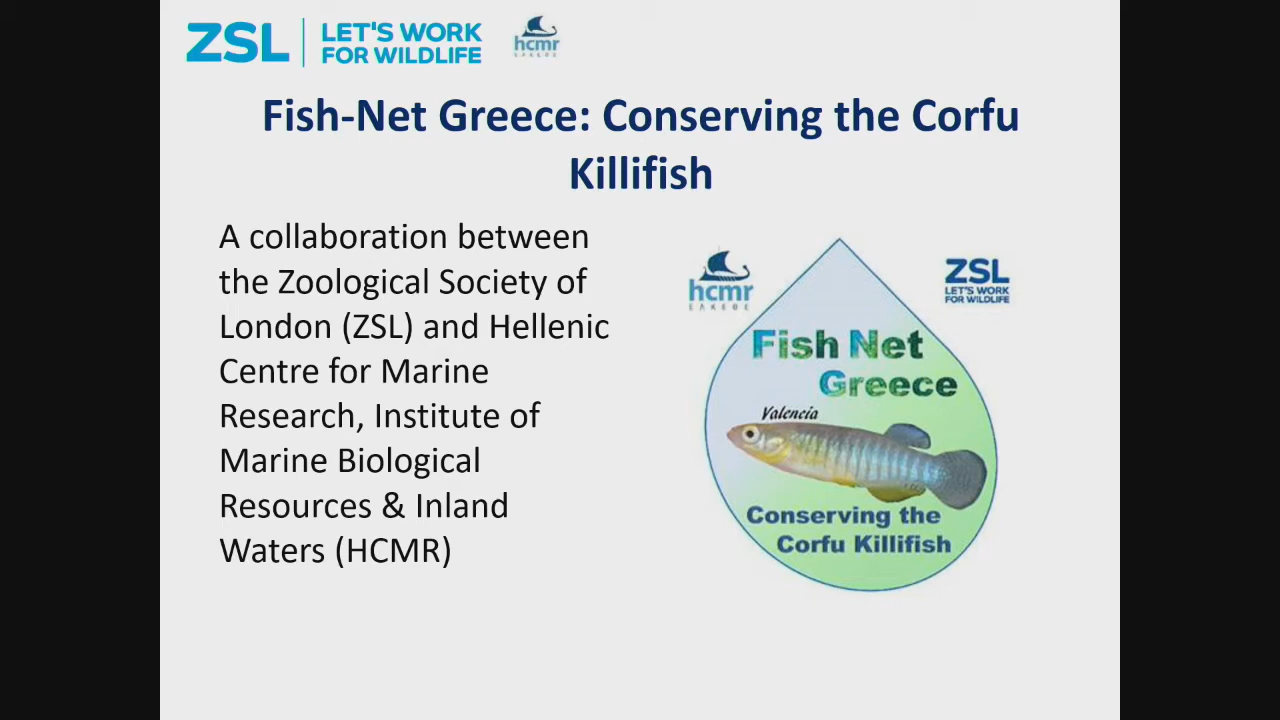 ZSL
LET'S WORK
FOR WILDLIFE
hcmr
ΕΛΚΕΘΕ
Fish-Net Greece: Conserving the Corfu
Killifish
A collaboration between
the Zoological Society of
London (ZSL) and Hellenic
Centre for Marine
Research, Institute of
Marine Biological
Resources & Inland
Waters (HCMR)
hcmr
ΕΛΚΕΘΕ
ZSL
LET'S WORK
FOR WILDLIFE
Fish Net
Greece
Valencia
Conserving the
Corfu Killifish